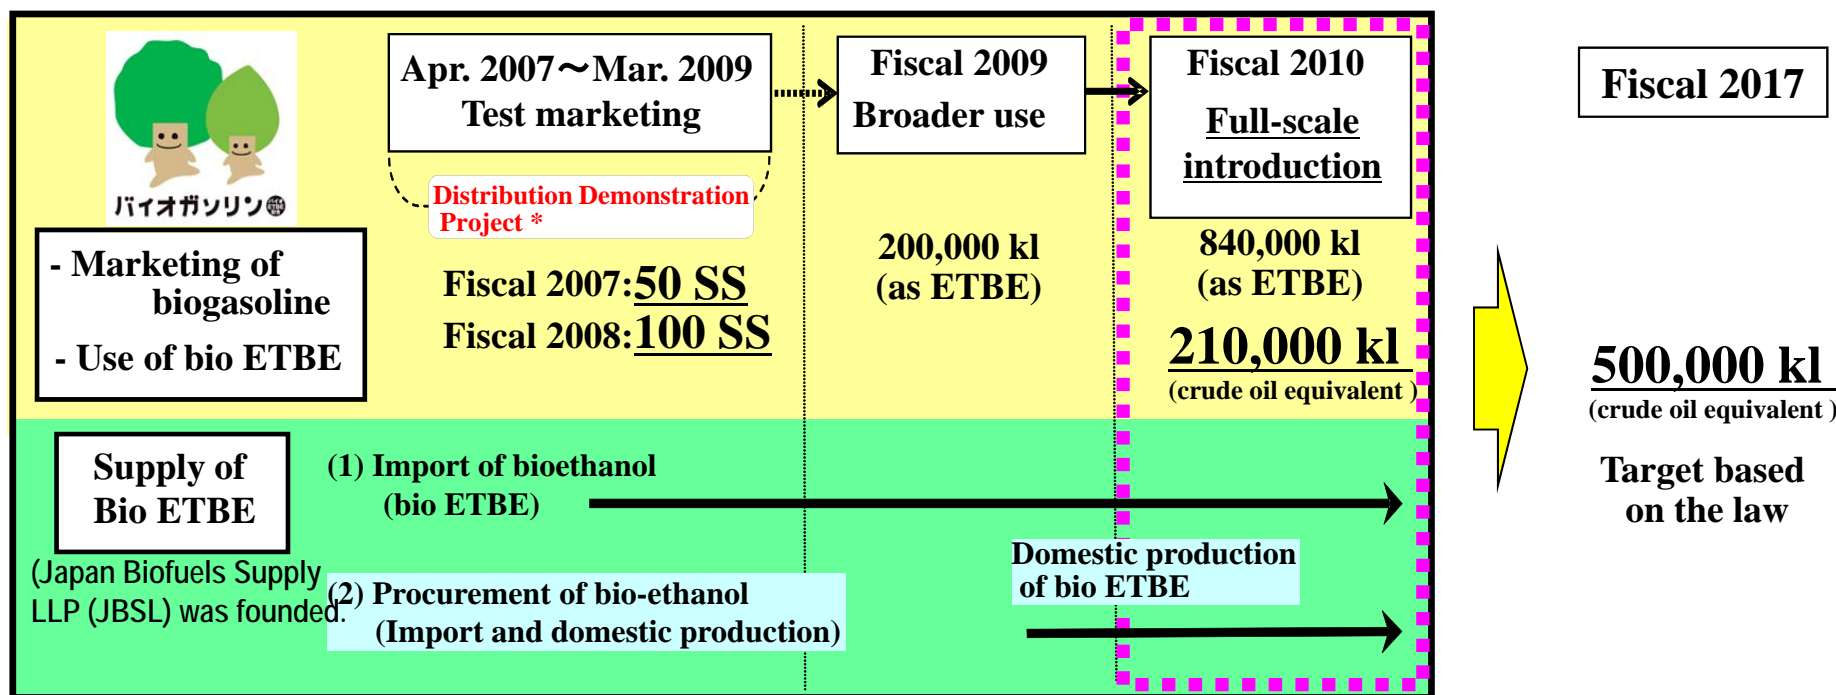 Apr. 2007～Mar. 2009
Test marketing
Fiscal 2009
Broader use
Fiscal 2010
Full-scale
introduction
Fiscal 2017
バイオガソリン
Distribution Demonstration
Project *
- Marketing of
biogasoline
- Use of bio ETBE
Fiscal 2007:50 SS
Fiscal 2008:100 SS
200,000 kl
(as ETBE)
840,000 kl
(as ETBE)
210,000 kl
(crude oil equivalent )
500,000 kl
(crude oil equivalent )
Target based
on the law
Supply of
Bio ETBE
(Japan Biofuels Supply
LLP (JBSL) was founded.
(1) Import of bioethanol
(bio ETBE)
(2) Procurement of bio-ethanol
(Import and domestic production)
Domestic production
of bio ETBE